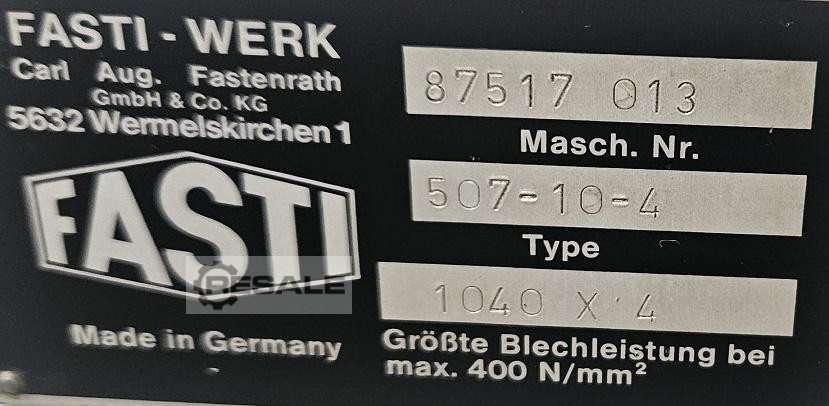 FASTI - WERK
Carl Aug. Fastenrath
GmbH & Co. KG
5632 Wermelskirchen 1
FASTI
RESALE
Made in Germany
87517 013
Masch. Nr.
507-10-4
Type
1040 X 4
Größte Blechleistung bei
max. 400 N/mm²